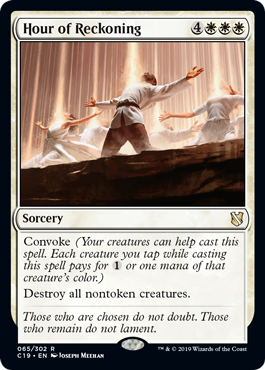 Hour of Reckoning 4
Sorcery
Convoke (Your creatures can help cast
this spell. Each creature you tap while casting
this spell pays for 1 or one mana of that
creature's color.)
Destroy all nontoken creatures.
Those who are chosen do not doubt. Those
who remain do not lament.
065/302 R
C19 • EN JOSEPH MEEHAN
™ & © 2019 Wizards of the Coast